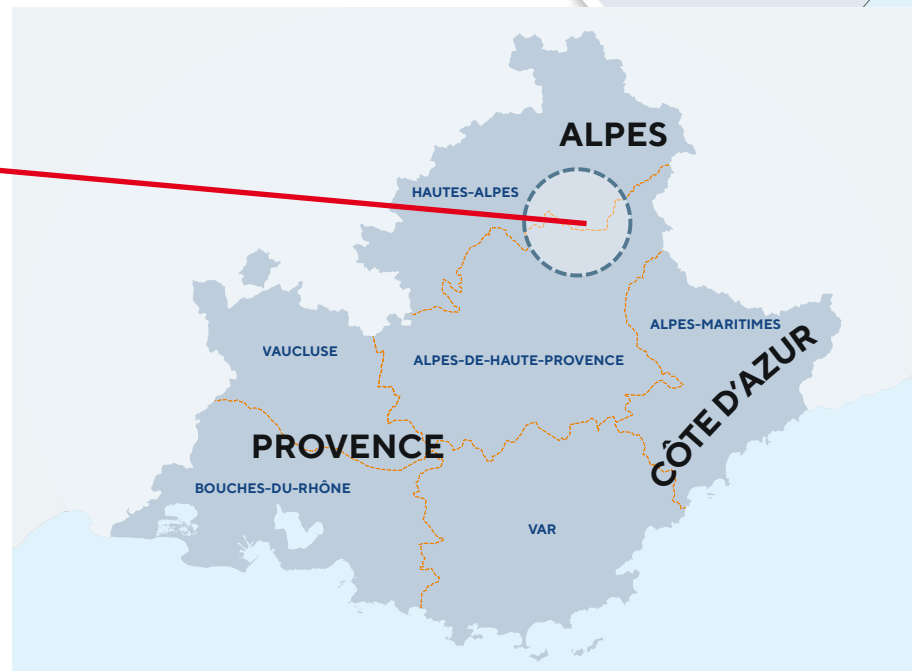 ALPES
HAUTES-ALPES
ALPES-MARITIMES
VAUCLUSE
ALPES-DE-HAUTE-PROVENCE
CÔTE D'AZUR
PROVENCE
BOUCHES-DU-RHÔNE
VAR